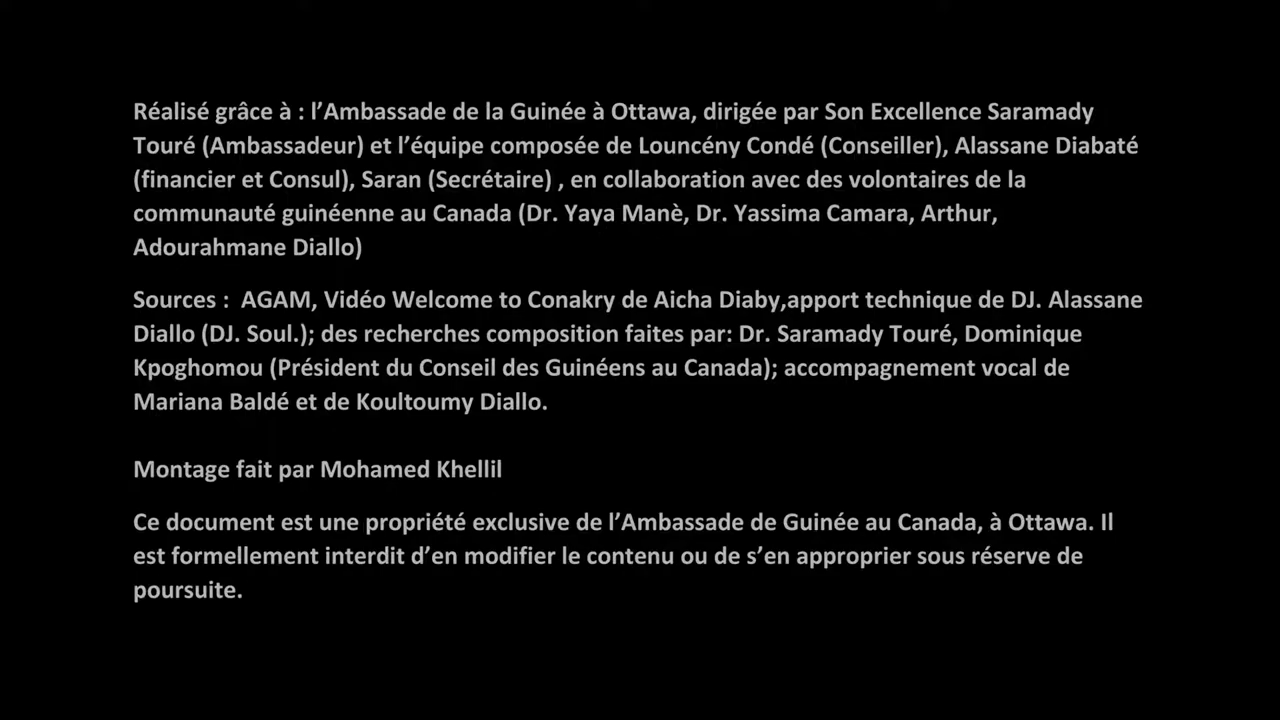 Réalisé grâce à : l’Ambassade de la Guinée à Ottawa, dirigée par Son Excellence Saramady
Touré (Ambassadeur) et l’équipe composée de Louncény Condé (Conseiller), Alassane Diabaté
(financier et Consul), Saran (Secrétaire) , en collaboration avec des volontaires de la
communauté guinéenne au Canada (Dr. Yaya Manè, Dr. Yassima Camara, Arthur,
Adourahmane Diallo)
Sources :  AGAM, Vidéo Welcome to Conakry de Aicha Diaby,apport technique de DJ. Alassane
Diallo (DJ. Soul.); des recherches composition faites par: Dr. Saramady Touré, Dominique
Kpoghomou (Président du Conseil des Guinéens au Canada); accompagnement vocal de
Mariana Baldé et de Koultoumy Diallo.
Montage fait par Mohamed Khellil
Ce document est une propriété exclusive de l’Ambassade de Guinée au Canada, à Ottawa. Il
est formellement interdit d’en modifier le contenu ou de s’en approprier sous réserve de
poursuite.